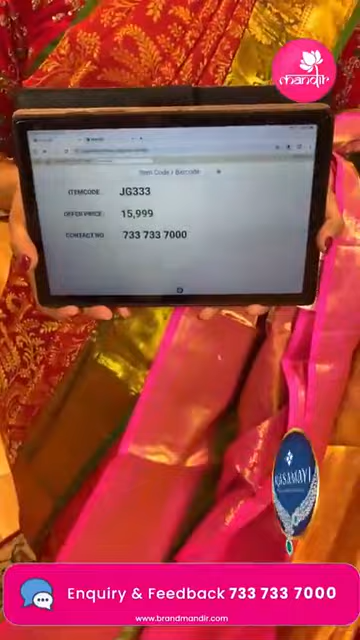 mandir
Item Code / Barcode
ITEMCODE : JG333
OFFER PRICE : 15,999
CONTACT NO : 733 733 7000
Enquiry & Feedback 733 733 7000
www.brandmandir.com